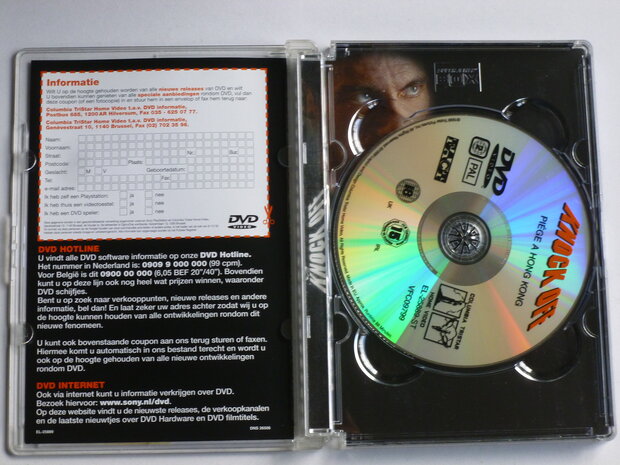 Informatie
Wilt U op de hoogte gehouden worden van alle nieuwe releases van DVD en wilt
U bovendien kunnen genieten van alle speciale aanbiedingen rondom DVD, vul dan
deze coupon (of een fotocopie) in en stuur hem in een envelop of fax hem terug naar:
Columbia TriStar Home Video t.a.v. DVD informatie,
Postbus 685, 1200 AR Hilversum, Fax 035 - 625 07 77.
Columbia TriStar Home Video t.a.v. DVD informatie,
Genèvestraat 10, 1140 Brussel, Fax (02) 702 35 98.
Naam:
Voornaam:
Straat: Nr.: Bus:
Postcode: Plaats:
Geslacht: M V Geboortedatum:
Tel: Fax:
e-mail adres:
Ik heb zelf een Playstation: ja nee
Ik heb thuis een videotoestel: ja nee
Ik heb een DVD speler: ja nee
DVD
VIDEO
DVD HOTLINE
U vindt alle DVD software informatie op onze DVD Hotline.
Het nummer in Nederland is: 0909 9 000 000 (99 cpm).
Voor België is dit 0900 00 000 (6,05 BEF 20"/40"). Bovendien
kunt u op deze lijn ook nog heel wat prijzen winnen, waaronder
DVD schijfjes.
Bent u op zoek naar verkooppunten, nieuwe releases en andere
informatie, bel dan! En laat zeker uw adres achter zodat wij u op
de hoogte kunnen houden van alle ontwikkelingen rondom dit
nieuwe fenomeen.
U kunt ook bovenstaande coupon aan ons terug sturen of faxen.
Hiermee komt u automatisch in ons bestand terecht en wordt u
ook op de hoogte gehouden van alle nieuwe ontwikkelingen
rondom DVD.
DVD INTERNET
Ook via internet kunt u informatie verkrijgen over DVD.
Bezoek hiervoor: www.sony.nl/dvd.
Op deze website vindt u de nieuwste releases, de verkoopkanalen
en de laatste nieuwtjes over DVD Hardware en DVD filmtitels.
KNOCK OFF
DVD
VIDEO
2 PAL
KNOCK OFF
PIEGE A HONG KONG
18
UK
18
IRL
VFC09799
COLUMBIA TRISTAR
HOME VIDEO